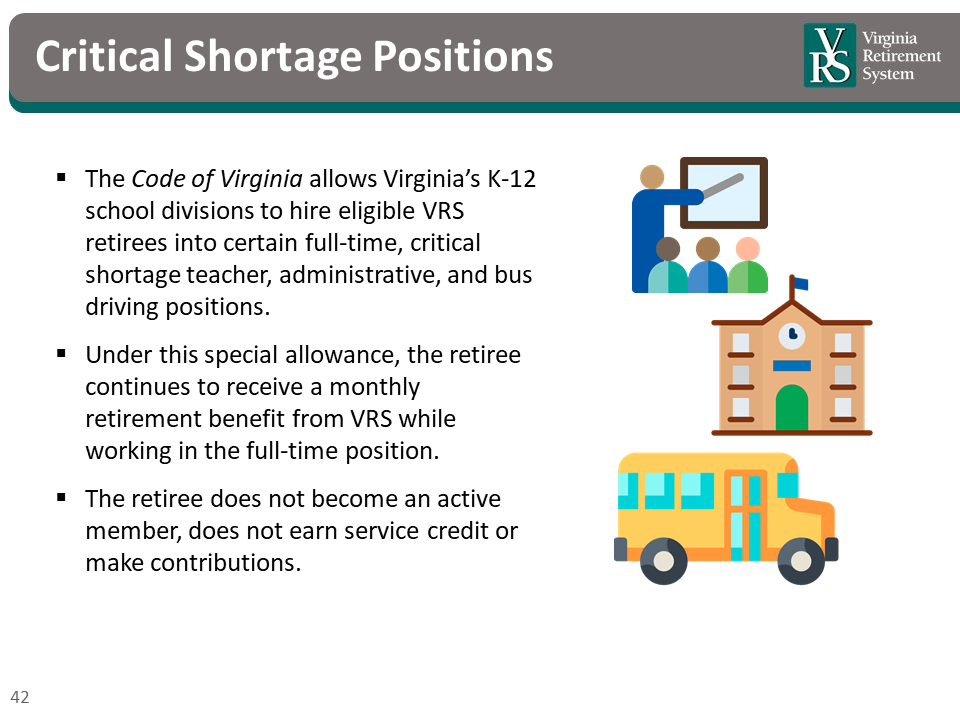 Critical Shortage Positions
VRS
Virginia
Retirement
System
▪ The Code of Virginia allows Virginia’s K-12
school divisions to hire eligible VRS
retirees into certain full-time, critical
shortage teacher, administrative, and bus
driving positions.
▪ Under this special allowance, the retiree
continues to receive a monthly
retirement benefit from VRS while
working in the full-time position.
▪ The retiree does not become an active
member, does not earn service credit or
make contributions.
42